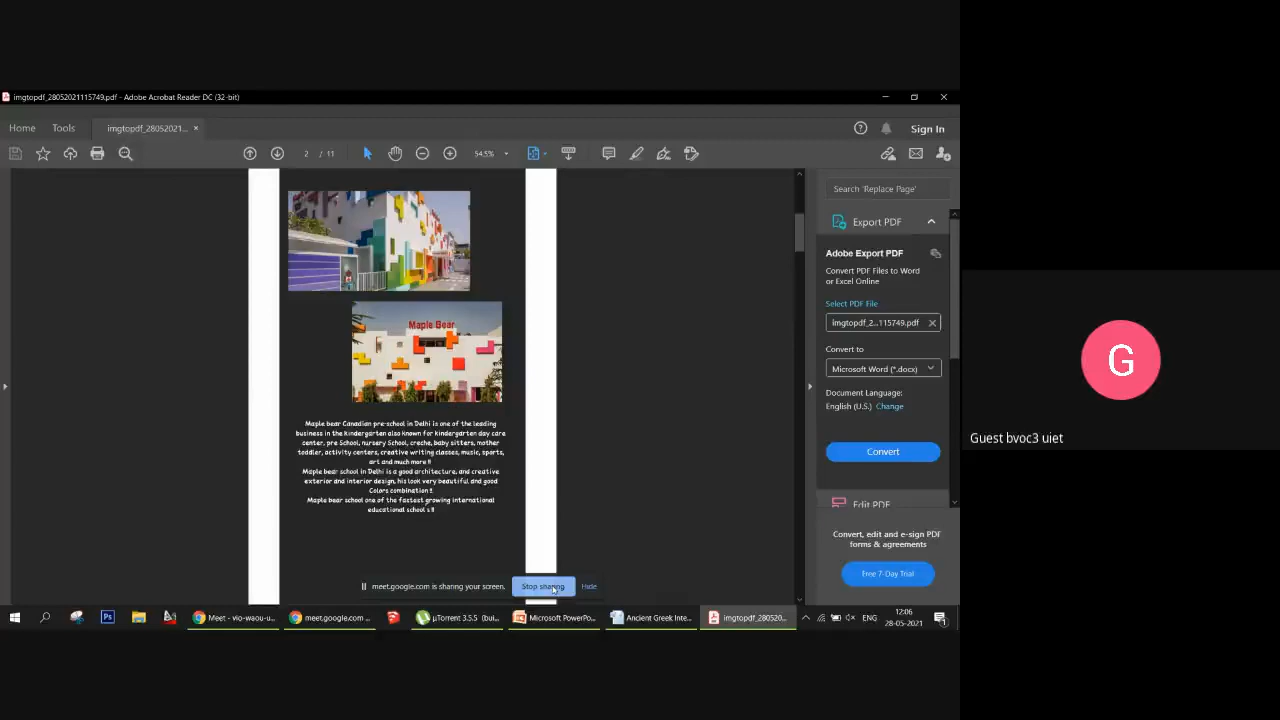 imgtopdf_28052021115749.pdf - Adobe Acrobat Reader DC (32-bit)
Home
Tools
imgtopdf_28052021...
Sign In
2 / 11
54.5%
Search 'Replace Page'
Export PDF
Adobe Export PDF
Convert PDF Files to Word
or Excel Online
Select PDF File
imgtopdf_2...115749.pdf
Convert to
Microsoft Word (*.docx)
Document Language:
English (U.S.) Change
Convert
Edit PDF
Convert, edit and e-sign PDF
forms & agreements
Free 7-Day Trial
Maple Bear
Maple bear Canadian pre-school in Delhi is one of the leading
business in the kindergarten also known for kindergarten day care
center, pre School, nursery School, creche, baby sitters, mother
toddler, activity centers, creative writing classes, music, sports,
art and much more !!
Maple bear school in Delhi is a good architecture, and creative
exterior and interior design, his look very beautiful and good
Colors combination !!
Maple bear school one of the fastest growing international
educational school s !!
meet.google.com is sharing your screen.
Stop sharing
Hide
G
Guest bvoc3 uiet
Ps
Meet - vio-waou-u...
meet.google.com ...
µTorrent 3.5.5 (bui...
Microsoft PowerPo...
Ancient Greek Inte...
imgtopdf_280520...
ENG
12:06
28-05-2021
1